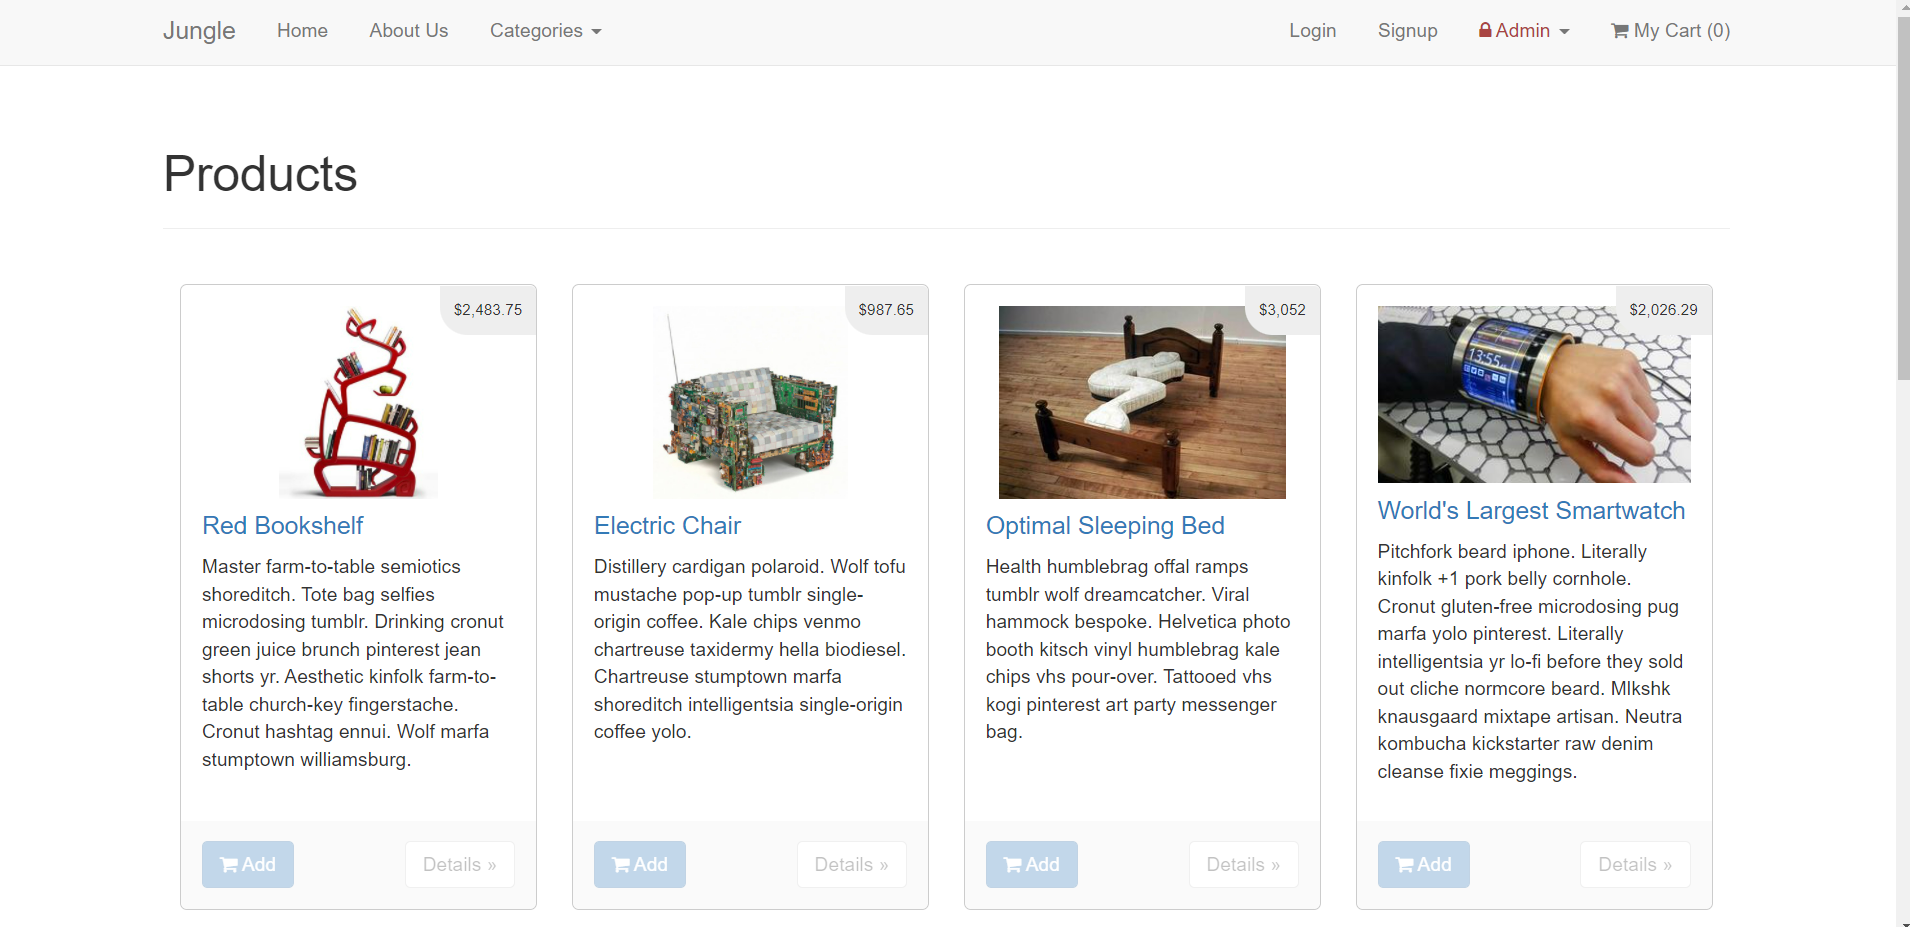 Jungle Home About Us Categories Login Signup Admin My Cart (0)
Products
$2,483.75
Red Bookshelf
Master farm-to-table semiotics
shoreditch. Tote bag selfies
microdosing tumblr. Drinking cronut
green juice brunch pinterest jean
shorts yr. Aesthetic kinfolk farm-to-
table church-key fingerstache.
Cronut hashtag ennui. Wolf marfa
stumptown williamsburg.
Add Details »
$987.65
Electric Chair
Distillery cardigan polaroid. Wolf tofu
mustache pop-up tumblr single-
origin coffee. Kale chips venmo
chartreuse taxidermy hella biodiesel.
Chartreuse stumptown marfa
shoreditch intelligentsia single-origin
coffee yolo.
Add Details »
$3,052
Optimal Sleeping Bed
Health humblebrag offal ramps
tumblr wolf dreamcatcher. Viral
hammock bespoke. Helvetica photo
booth kitsch vinyl humblebrag kale
chips vhs pour-over. Tattooed vhs
kogi pinterest art party messenger
bag.
Add Details »
$2,026.29
13:55
World's Largest Smartwatch
Pitchfork beard iphone. Literally
kinfolk +1 pork belly cornhole.
Cronut gluten-free microdosing pug
marfa yolo pinterest. Literally
intelligentsia yr lo-fi before they sold
out cliche normcore beard. Mlkshk
knausgaard mixtape artisan. Neutra
kombucha kickstarter raw denim
cleanse fixie meggings.
Add Details »